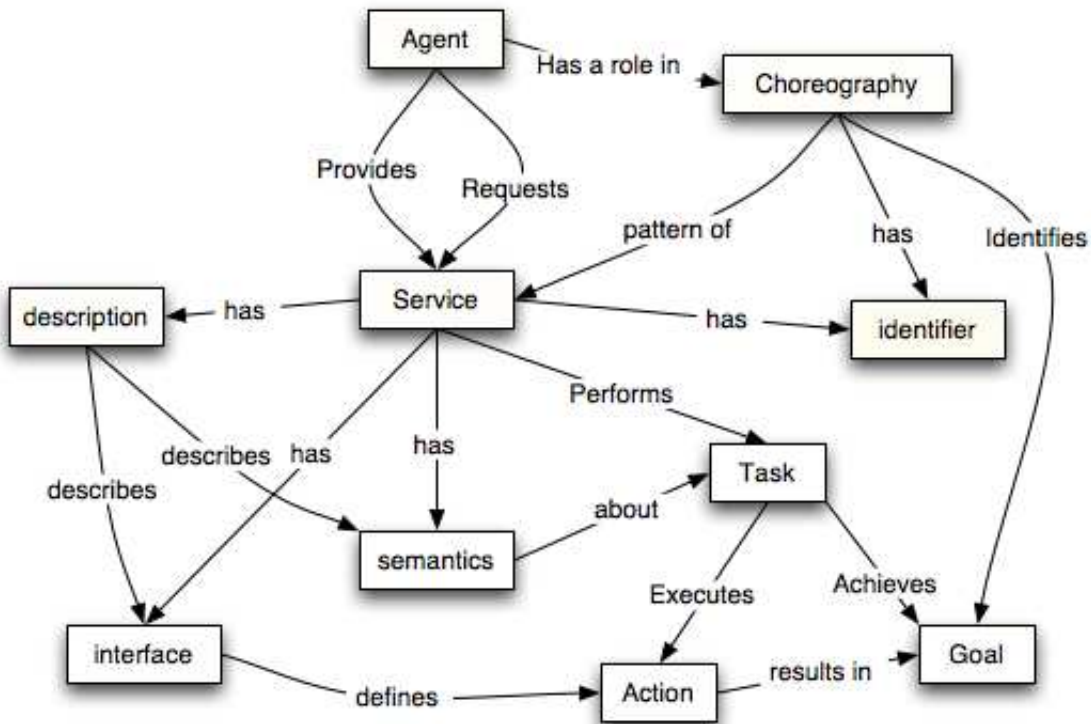 Agent
Has a role in
Choreography
Provides
Requests
pattern of
has
Identifies
description
has
Service
has
identifier
Performs
describes
has
has
describes
about
Task
semantics
Executes
Achieves
interface
defines
Action
results in
Goal